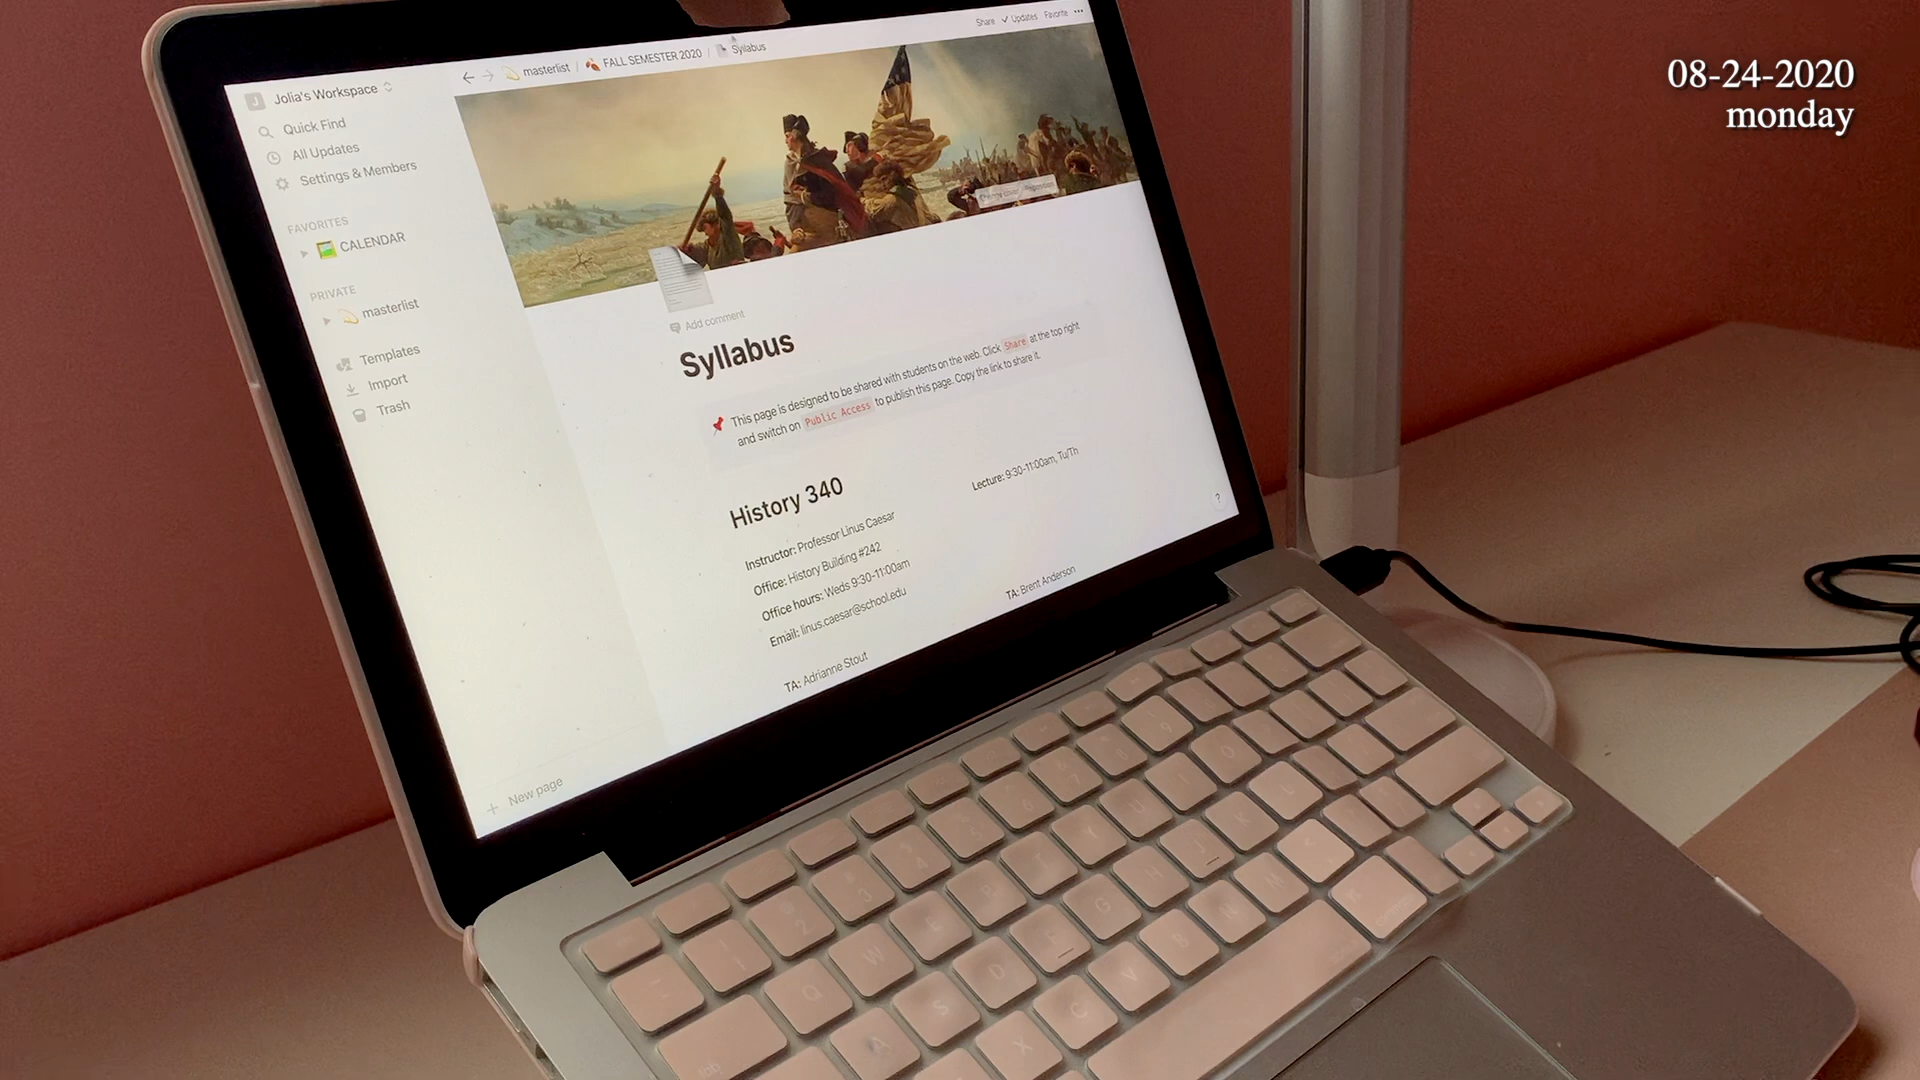 08-24-2020
monday
Share ✓ Updates Favorite •••
← → masterlist / FALL SEMESTER 2020 / Syllabus
J Jolia's Workspace
Quick Find
All Updates
Settings & Members
FAVORITES
CALENDAR
PRIVATE
masterlist
Templates
Import
Trash
+ New page
Change cover Reposition
Add comment
Syllabus
This page is designed to be shared with students on the web. Click Share at the top right
and switch on Public Access to publish this page. Copy the link to share it.
History 340
Instructor: Professor Linus Caesar
Office: History Building #242
Office hours: Weds 9:30-11:00am
Email: linus.caesar@school.edu
TA: Adrianne Stout
Lecture: 9:30-11:00am, Tu/Th
TA: Brent Anderson
?